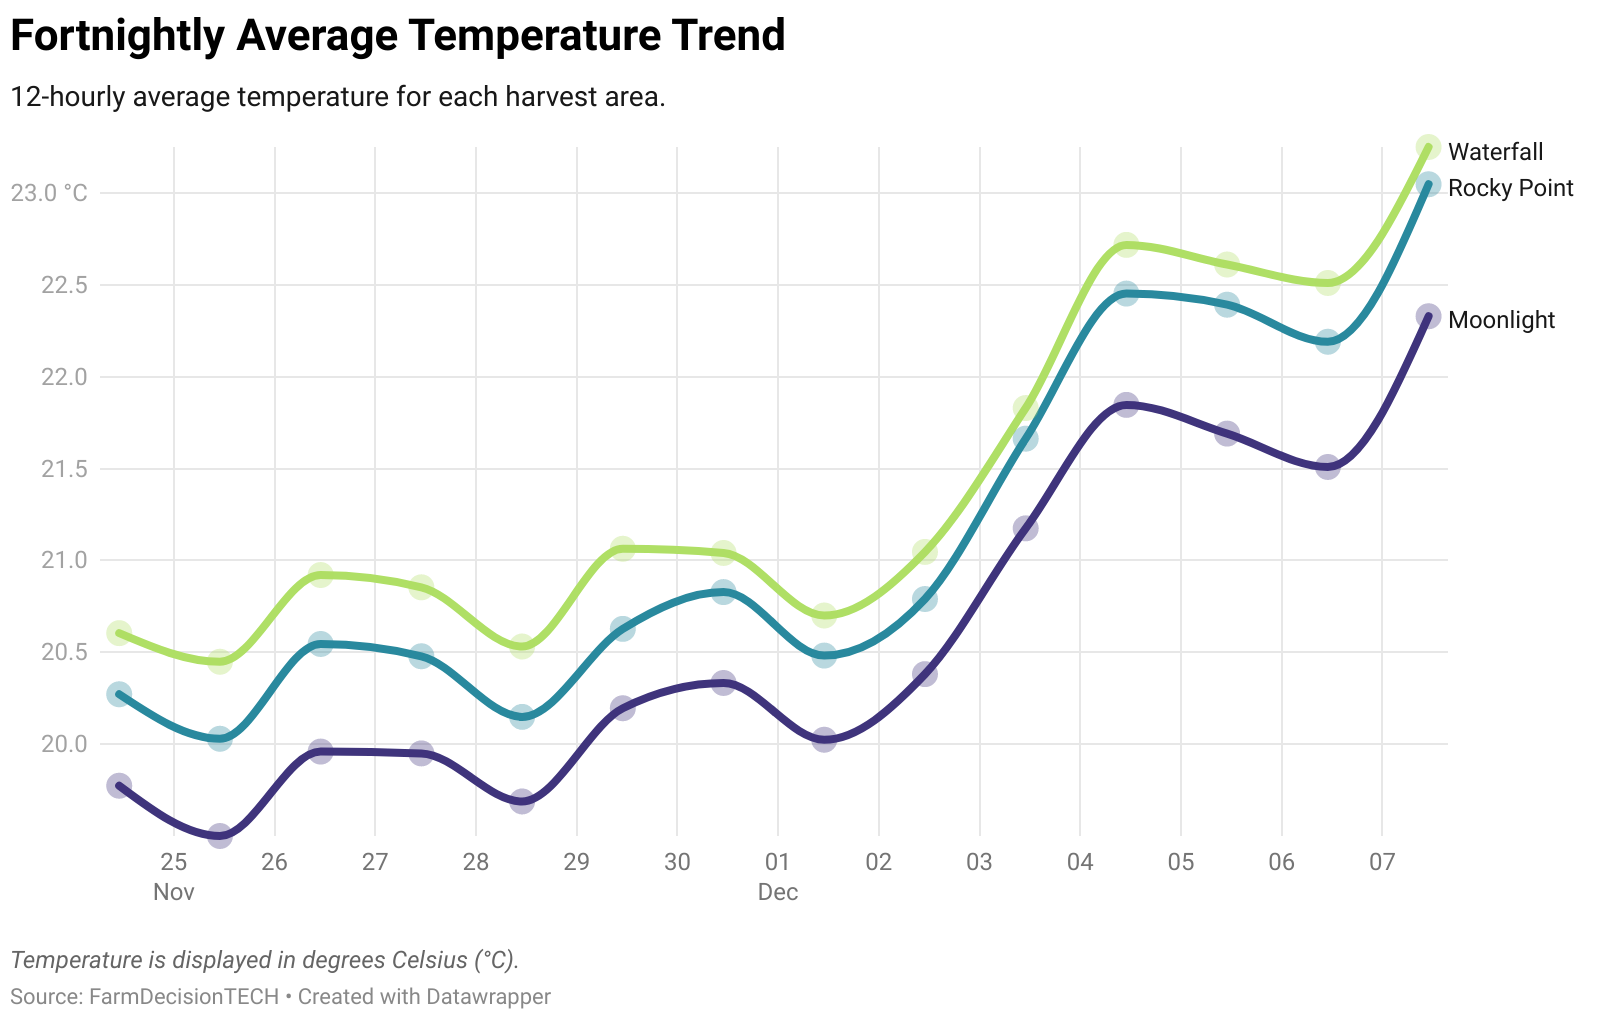 Fortnightly Average Temperature Trend
12-hourly average temperature for each harvest area.
Waterfall
Rocky Point
Moonlight
23.0 °C
22.5
22.0
21.5
21.0
20.5
20.0
25 26 27 28 29 30 01 02 03 04 05 06 07
Nov Dec
Temperature is displayed in degrees Celsius (°C).
Source: FarmDecisionTECH • Created with Datawrapper